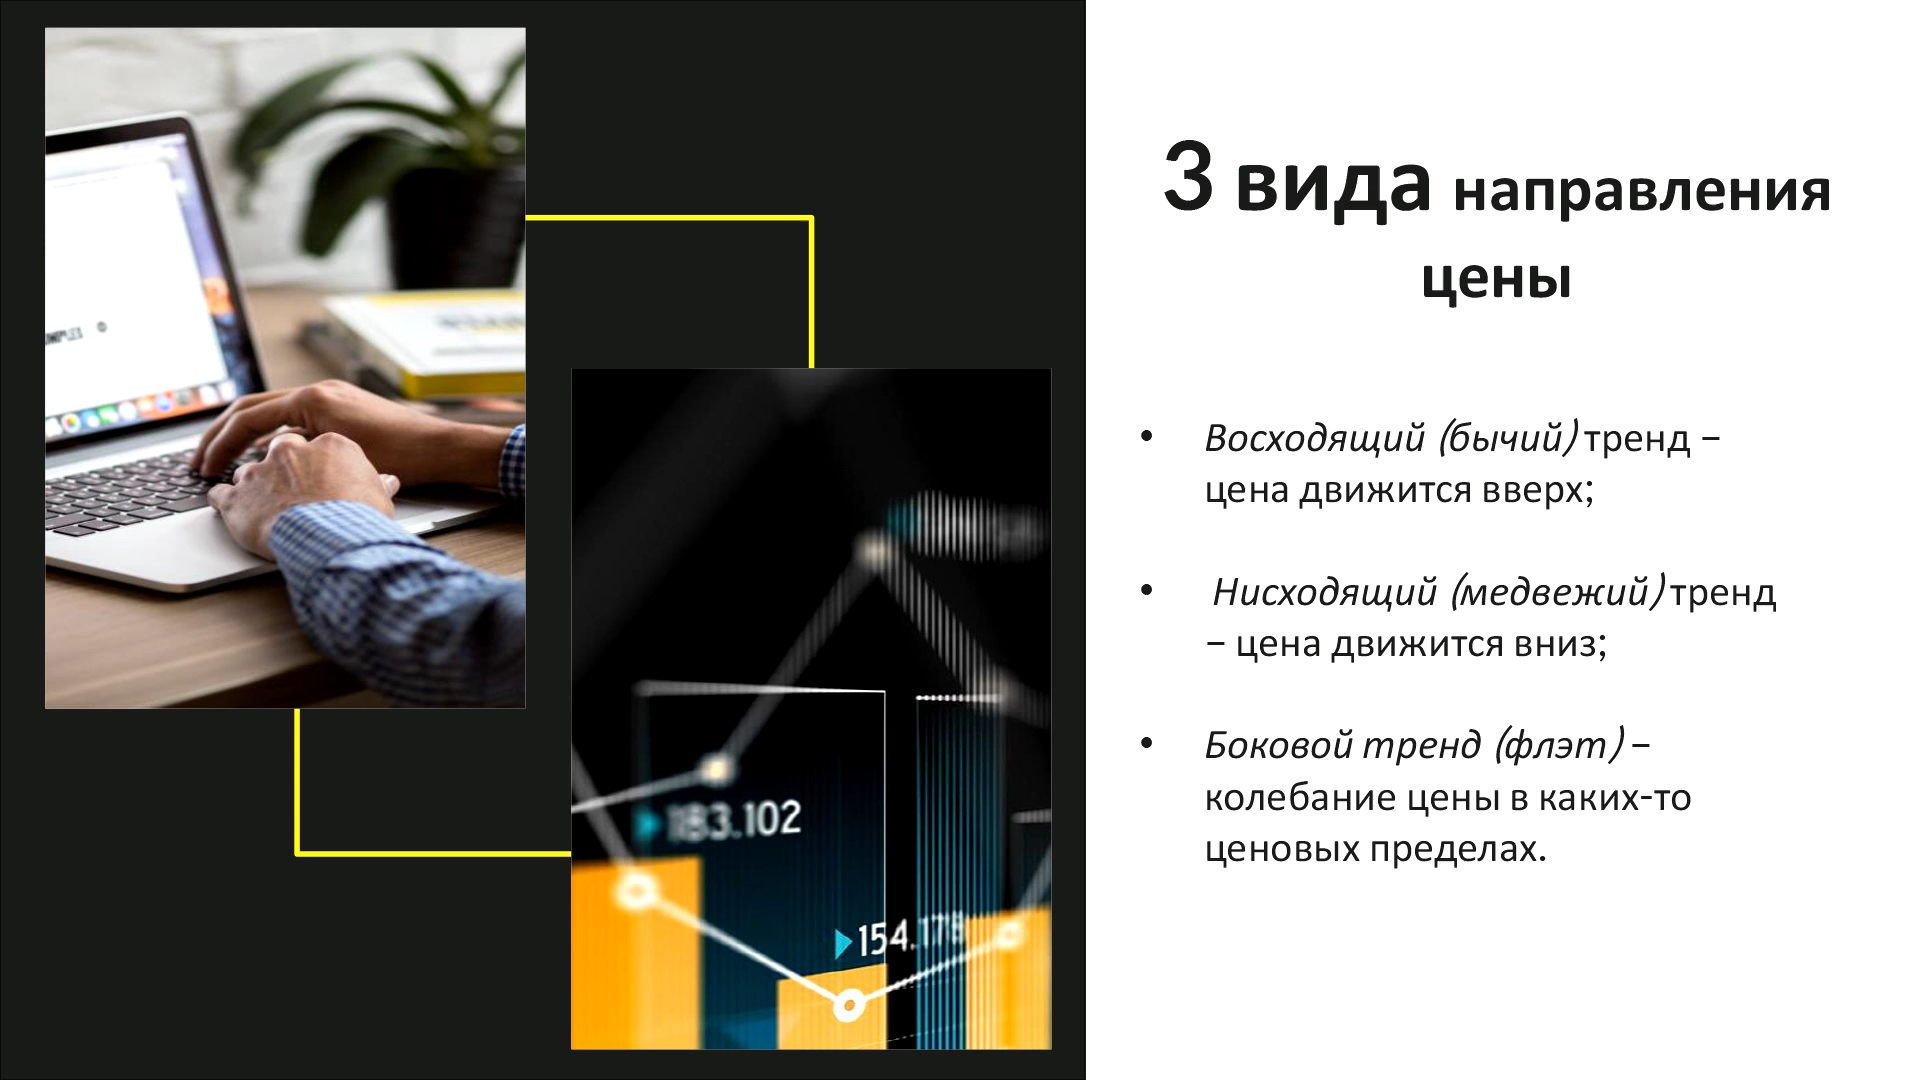 3 вида направления
цены
• Восходящий (бычий) тренд –
цена движится вверх;
• Нисходящий (медвежий) тренд
– цена движится вниз;
• Боковой тренд (флэт) –
колебание цены в каких-то
ценовых пределах.
183.102
154.178